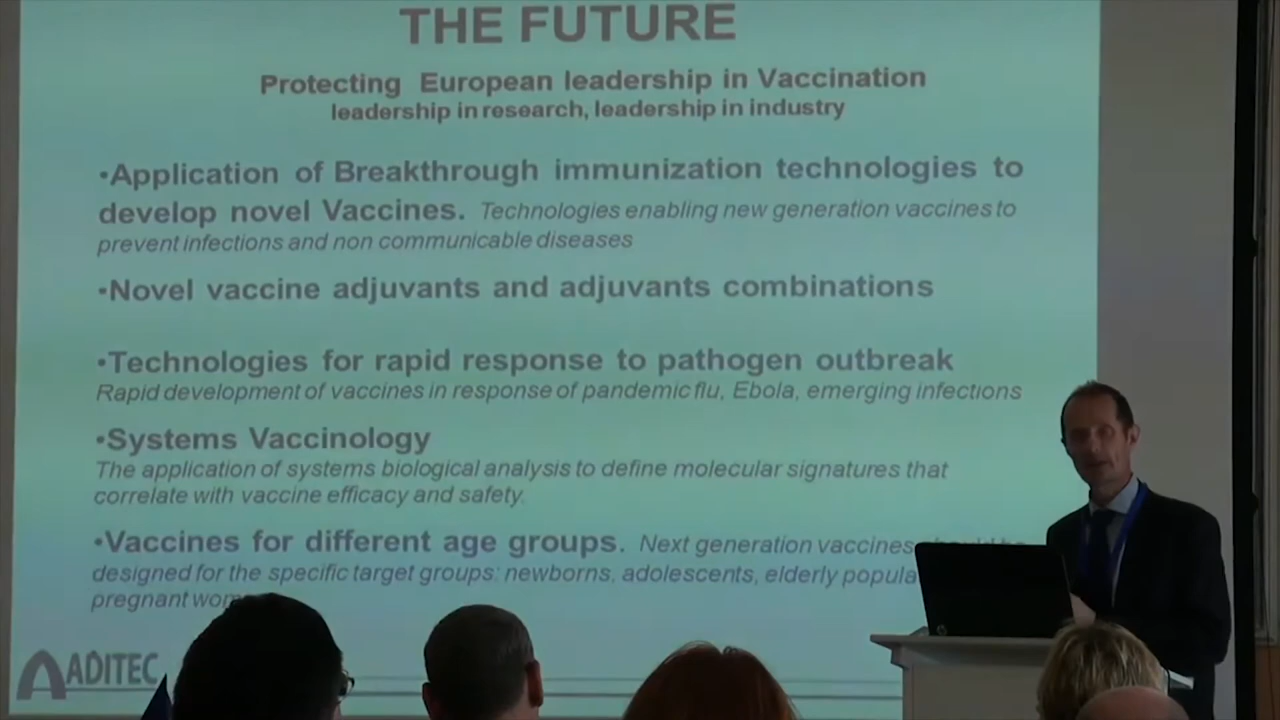 THE FUTURE
Protecting European leadership in Vaccination
leadership in research, leadership in industry
•Application of Breakthrough immunization technologies to
develop novel Vaccines. Technologies enabling new generation vaccines to
prevent infections and non communicable diseases
•Novel vaccine adjuvants and adjuvants combinations
•Technologies for rapid response to pathogen outbreak
Rapid development of vaccines in response of pandemic flu, Ebola, emerging infections
•Systems Vaccinology
The application of systems biological analysis to define molecular signatures that
correlate with vaccine efficacy and safety.
•Vaccines for different age groups. Next generation vaccines
designed for the specific target groups: newborns, adolescents, elderly
pregnant
ADITEC